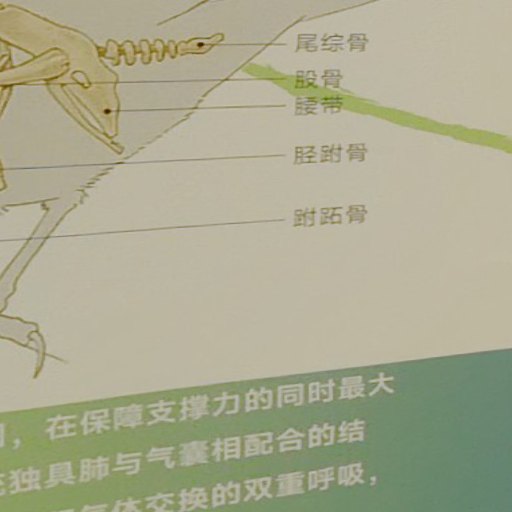 尾综骨
股骨
腰带
胫跗骨
跗跖骨
，在保障支撑力的同时最大
独具肺与气囊相配合的结
气体交换的双重呼吸，